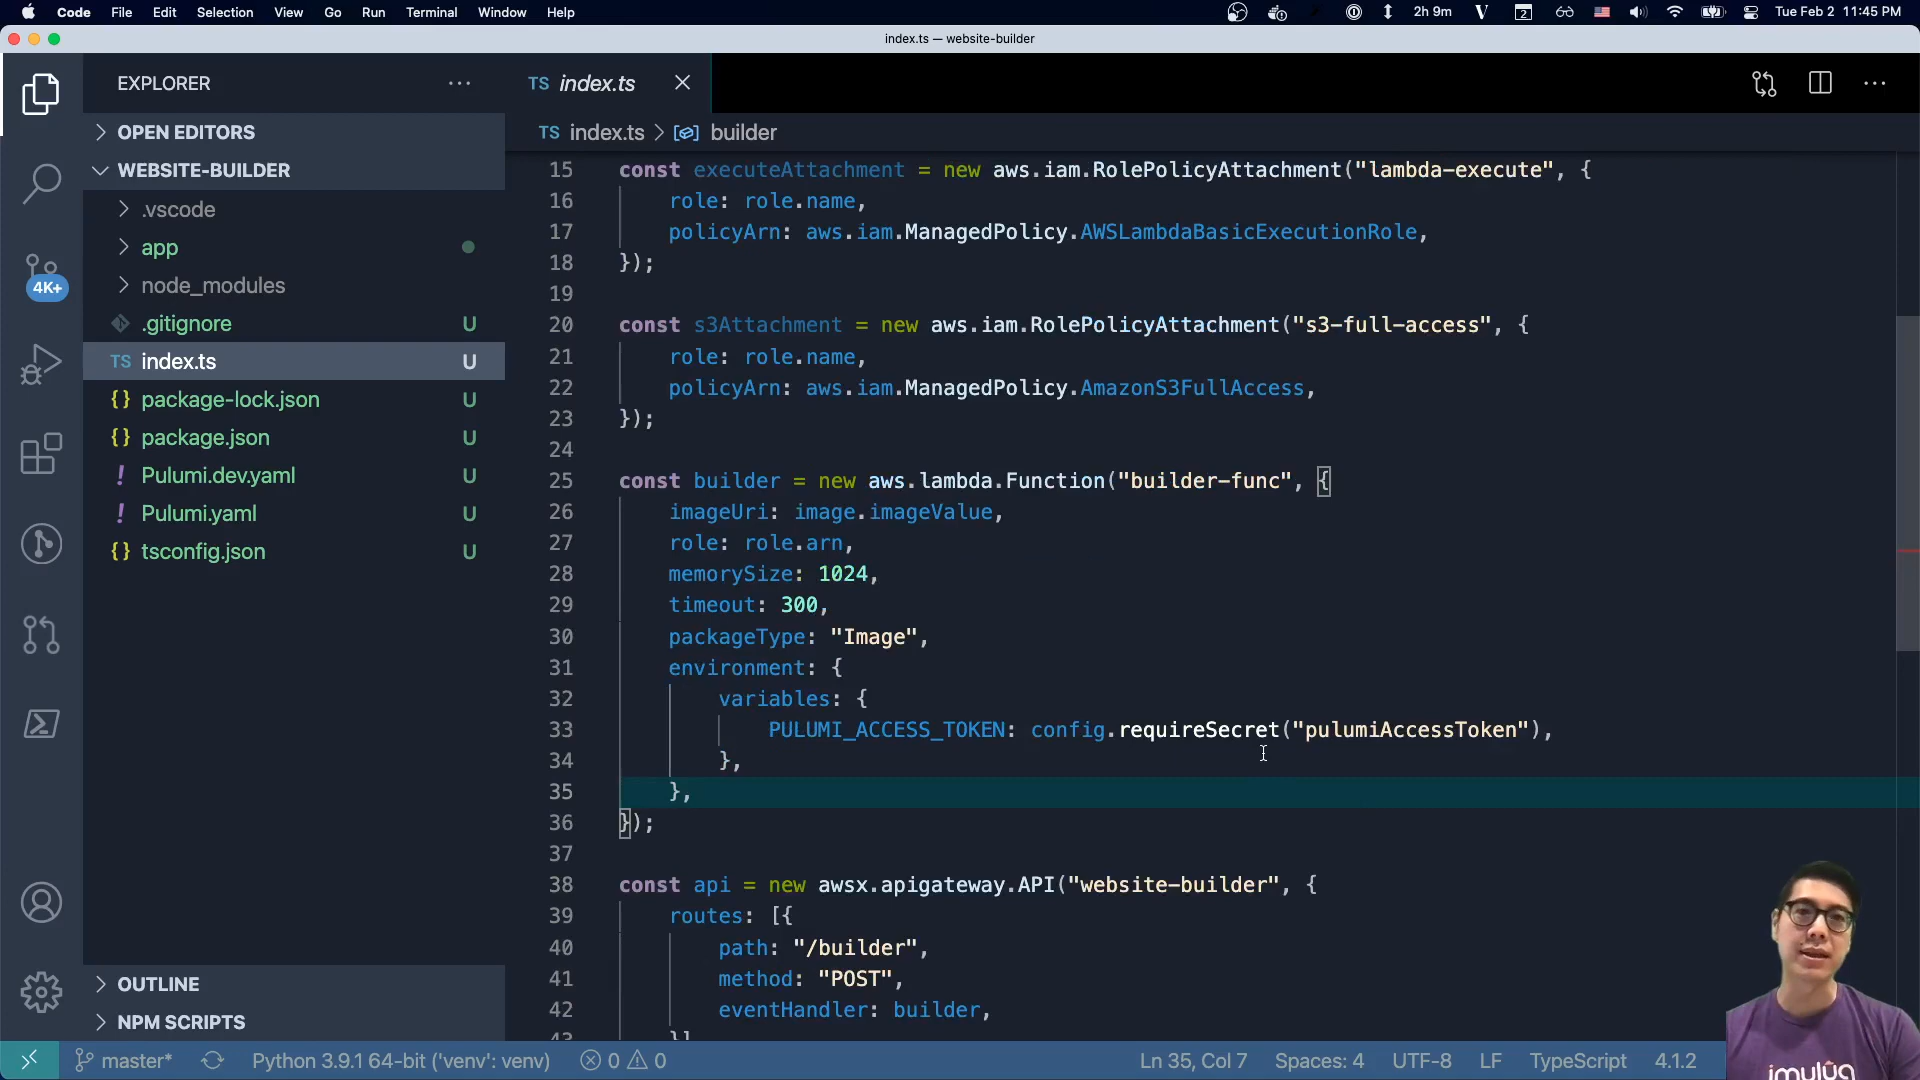 Code File Edit Selection View Go Run Terminal Window Help
2h 9m
2
Tue Feb 2 11:45 PM
index.ts — website-builder
EXPLORER
OPEN EDITORS
WEBSITE-BUILDER
.vscode
app
node_modules
.gitignore U
TS index.ts U
{} package-lock.json U
{} package.json U
! Pulumi.dev.yaml U
! Pulumi.yaml U
{} tsconfig.json U
OUTLINE
NPM SCRIPTS
4K+
TS index.ts
TS index.ts > builder
15 const executeAttachment = new aws.iam.RolePolicyAttachment("lambda-execute", {
16 role: role.name,
17 policyArn: aws.iam.ManagedPolicy.AWSLambdaBasicExecutionRole,
18 });
19
20 const s3Attachment = new aws.iam.RolePolicyAttachment("s3-full-access", {
21 role: role.name,
22 policyArn: aws.iam.ManagedPolicy.AmazonS3FullAccess,
23 });
24
25 const builder = new aws.lambda.Function("builder-func", {
26 imageUri: image.imageValue,
27 role: role.arn,
28 memorySize: 1024,
29 timeout: 300,
30 packageType: "Image",
31 environment: {
32 variables: {
33 PULUMI_ACCESS_TOKEN: config.requireSecret("pulumiAccessToken"),
34 },
35 },
36 });
37
38 const api = new awsx.apigateway.API("website-builder", {
39 routes: [{
40 path: "/builder",
41 method: "POST",
42 eventHandler: builder,
master* Python 3.9.1 64-bit ('venv': venv) 0 0 Ln 35, Col 7 Spaces: 4 UTF-8 LF TypeScript 4.1.2